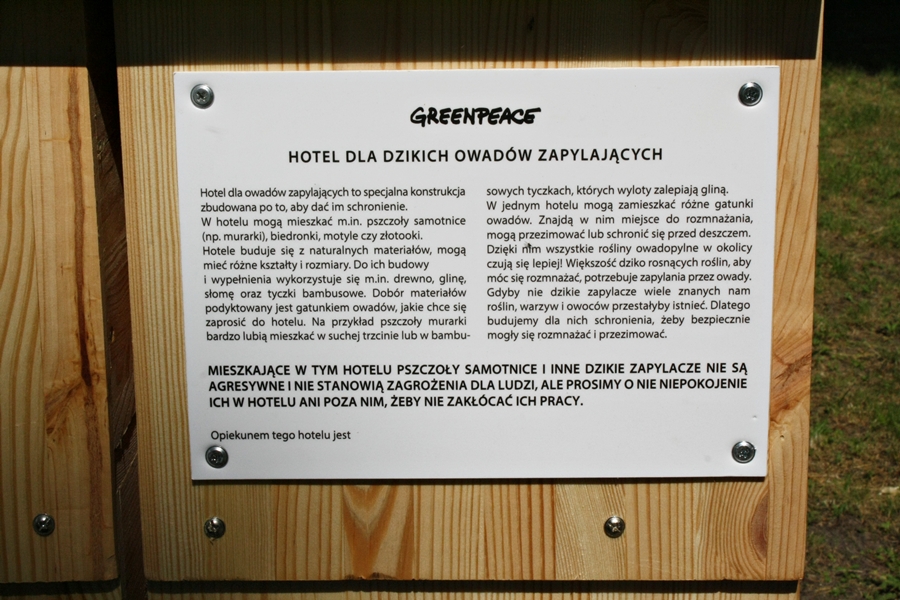 GREENPEACE
HOTEL DLA DZIKICH OWADÓW ZAPYLAJĄCYCH
Hotel dla owadów zapylających to specjalna konstrukcja
zbudowana po to, aby dać im schronienie.
W hotelu mogą mieszkać m.in. pszczoły samotnice
(np. murarki), biedronki, motyle czy złotooki.
Hotele buduje się z naturalnych materiałów, mogą
mieć różne kształty i rozmiary. Do ich budowy
i wypełnienia wykorzystuje się m.in. drewno, glinę,
słomę oraz tyczki bambusowe. Dobór materiałów
podyktowany jest gatunkiem owadów, jakie chce się
zaprosić do hotelu. Na przykład pszczoły murarki
bardzo lubią mieszkać w suchej trzcinie lub w bambu-
sowych tyczkach, których wyloty zalepiają gliną.
W jednym hotelu mogą zamieszkać różne gatunki
owadów. Znajdą w nim miejsce do rozmnażania,
mogą przezimować lub schronić się przed deszczem.
Dzięki nim wszystkie rośliny owadopylne w okolicy
czują się lepiej! Większość dziko rosnących roślin, aby
móc się rozmnażać, potrzebuje zapylania przez owady.
Gdyby nie dzikie zapylacze wiele znanych nam
roślin, warzyw i owoców przestałyby istnieć. Dlatego
budujemy dla nich schronienia, żeby bezpiecznie
mogły się rozmnażać i przezimować.
MIESZKAJĄCE W TYM HOTELU PSZCZOŁY SAMOTNICE I INNE DZIKIE ZAPYLACZE NIE SĄ
AGRESYWNE I NIE STANOWIĄ ZAGROŻENIA DLA LUDZI, ALE PROSIMY O NIE NIEPOKOJENIE
ICH W HOTELU ANI POZA NIM, ŻEBY NIE ZAKŁÓCAĆ ICH PRACY.
Opiekunem tego hotelu jest